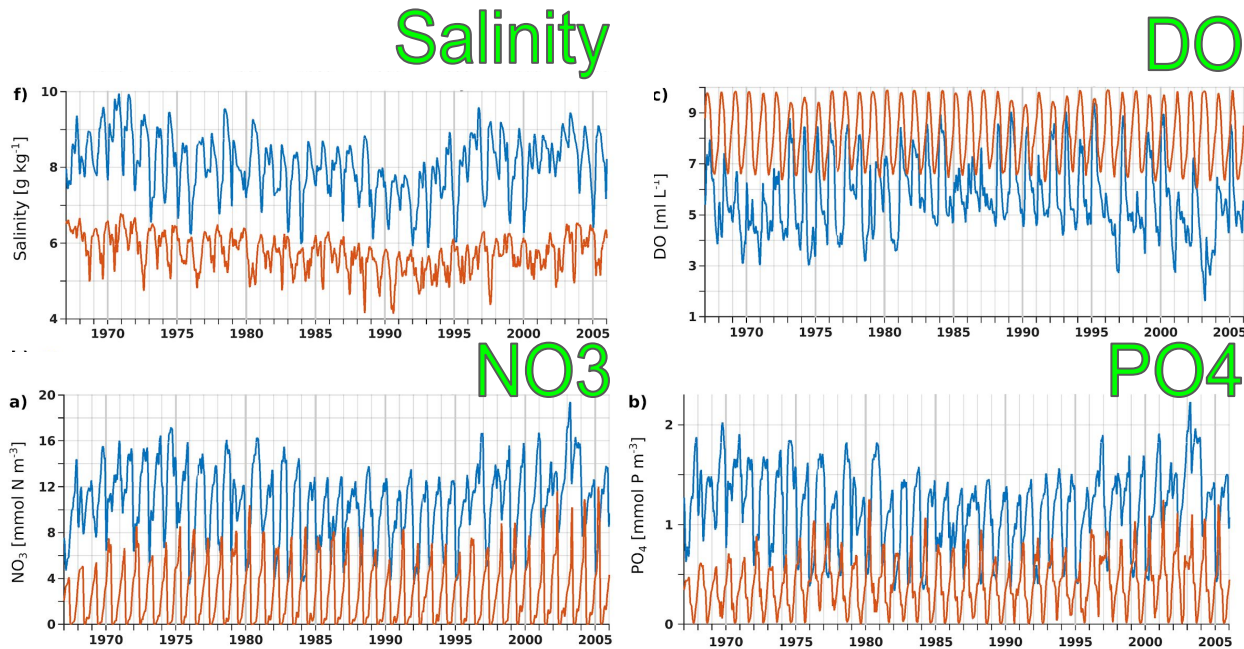 Salinity
DO
f)
Salinity [g kg⁻¹]
10
8
6
4
1970 1975 1980 1985 1990 1995 2000 2005
c)
DO [ml L⁻¹]
9
7
5
3
1
1970 1975 1980 1985 1990 1995 2000 2005
NO3
PO4
a)
NO₃ [mmol N m⁻³]
20
16
12
8
4
0
1970 1975 1980 1985 1990 1995 2000 2005
b)
PO₄ [mmol P m⁻³]
2
1
0
1970 1975 1980 1985 1990 1995 2000 2005